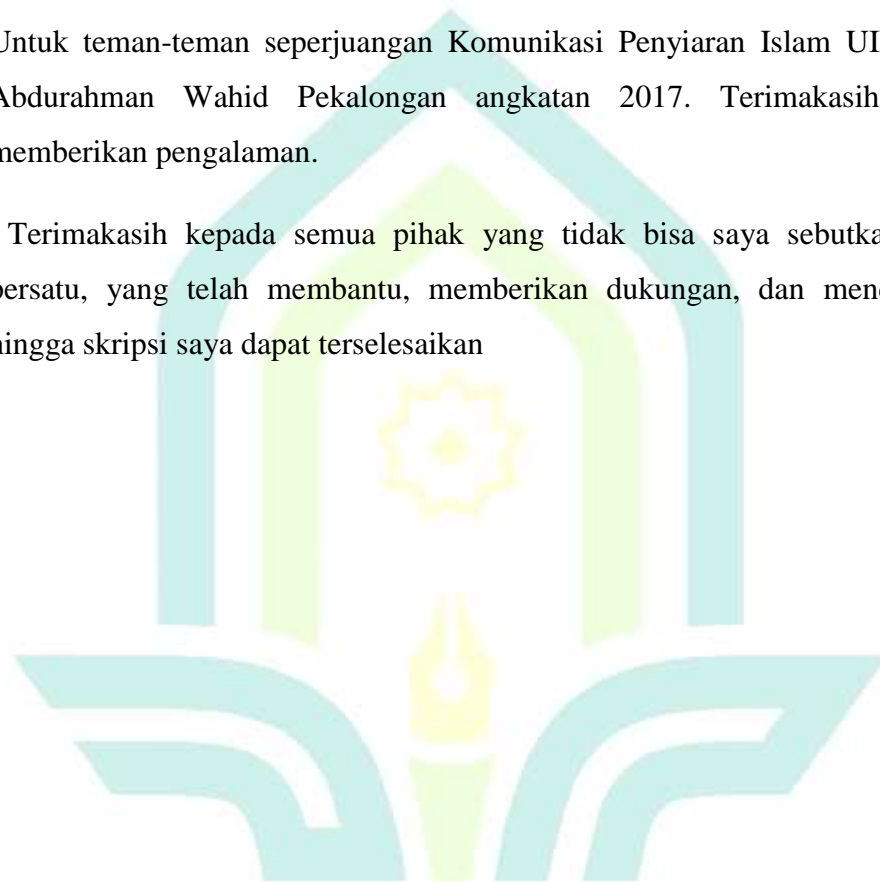 Untuk teman-teman seperjuangan Komunikasi Penyiaran Islam
Abdurahman Wahid Pekalongan angkatan 2017. Terimakasih
memberikan pengalaman.
Terimakasih kepada semua pihak yang tidak bisa saya
persatu, yang telah membantu, memberikan dukungan, dan
hingga skripsi saya dapat terselesaikan